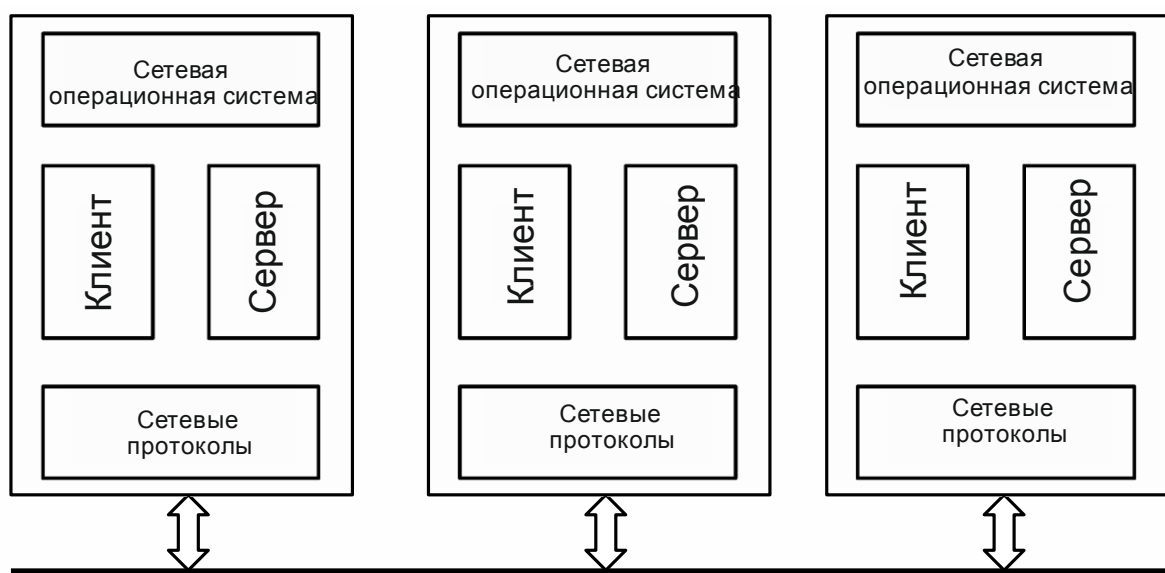 Сетевая
операционная система
Клиент
Сервер
Сетевые
протоколы
Сетевая
операционная система
Клиент
Сервер
Сетевые
протоколы
Сетевая
операционная система
Клиент
Сервер
Сетевые
протоколы